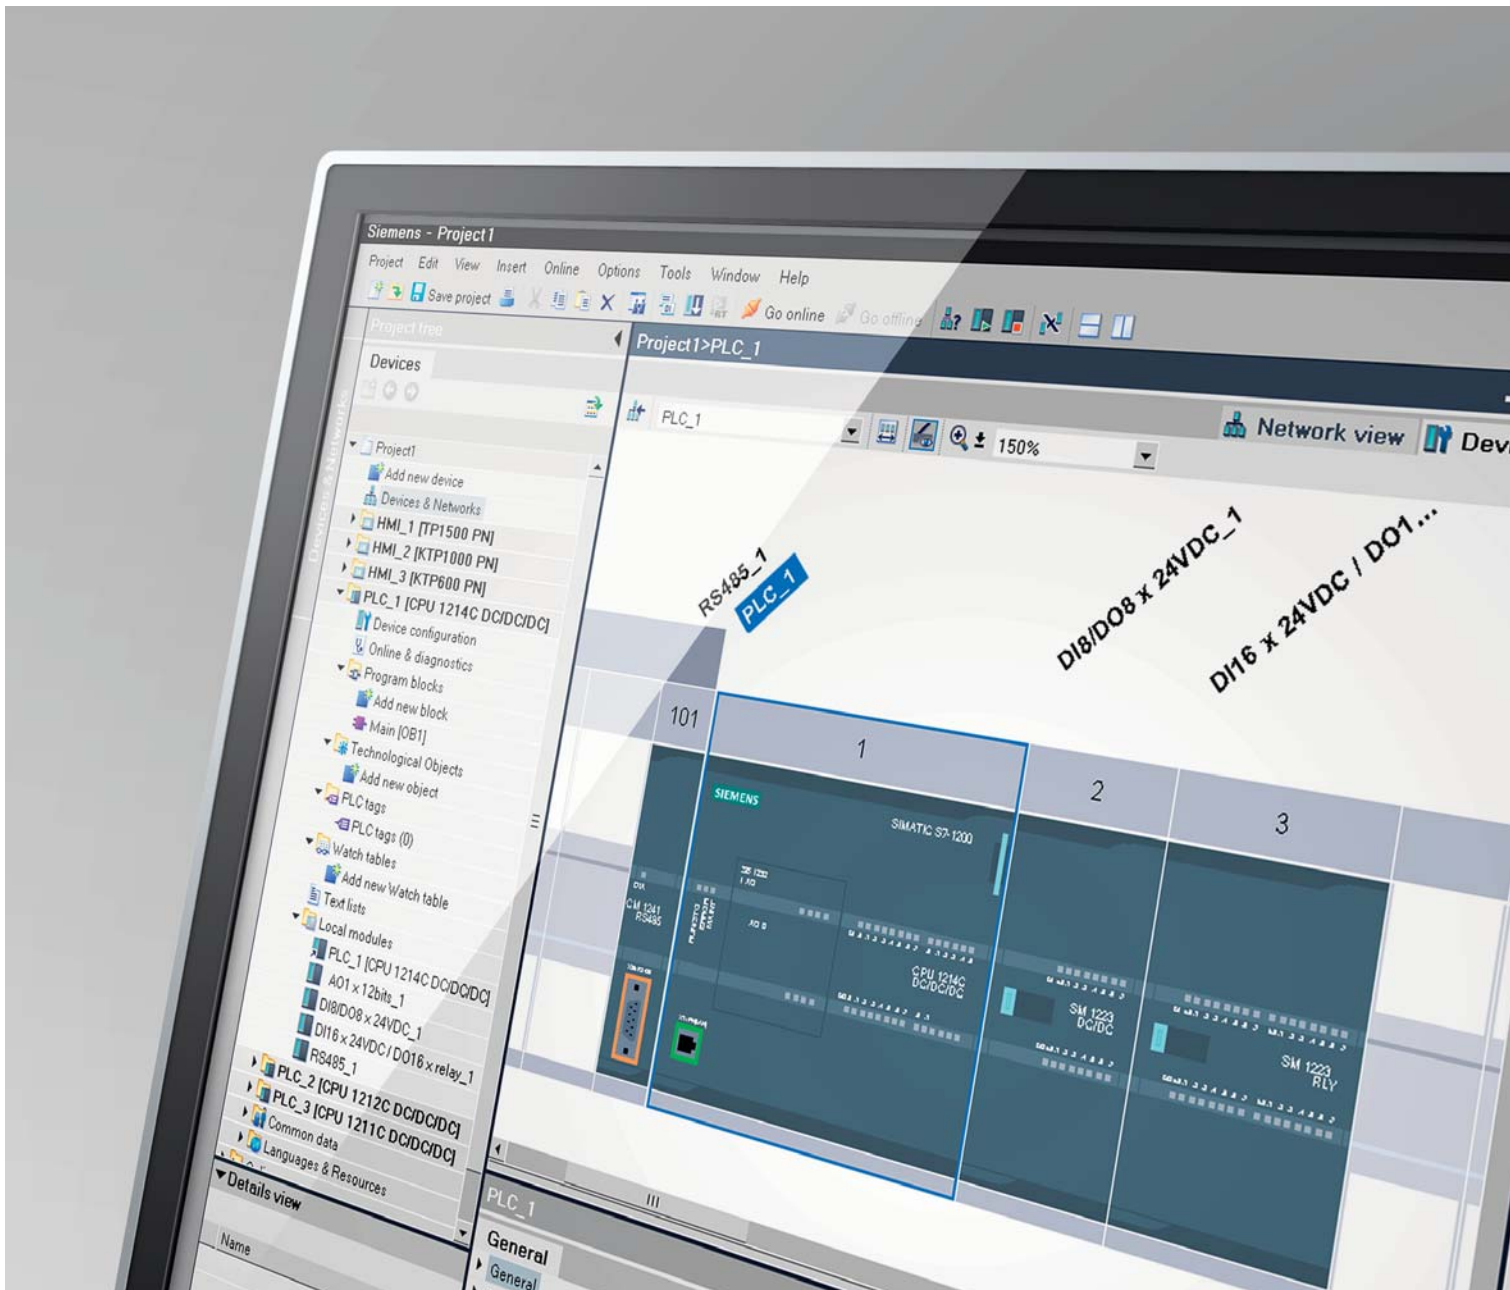 Siemens - Project1
Project Edit View Insert Online Options Tools Window Help
Save project Go online Go offline
Project tree
Project1>PLC_1
Devices
PLC_1 150% Network view
Devices & Networks
Project1
Add new device
Devices & Networks
HMI_1 [TP1500 PN]
HMI_2 [KTP1000 PN]
HMI_3 [KTP600 PN]
PLC_1 [CPU 1214C DC/DC/DC]
Device configuration
Online & diagnostics
Program blocks
Add new block
Main [OB1]
Technological Objects
Add new object
PLC tags
PLC tags (0)
Watch tables
Add new Watch table
Text lists
Local modules
PLC_1 [CPU 1214C DC/DC/DC]
AO1 x 12bits_1
DI8/DO8 x 24VDC_1
DI16 x 24VDC / DO16 x relay_1
RS485_1
PLC_2 [CPU 1212C DC/DC/DC]
PLC_3 [CPU 1211C DC/DC/DC]
Common data
Languages & Resources
Details view
Name
RS485_1
PLC_1
DI8/DO8 x 24VDC_1
DI16 x 24VDC / DO1...
101 1 2 3
SIEMENS
SIMATIC S7-1200
CM 1241
RS485
CPU 1214C
DC/DC/DC
SM 1223
DC/DC
SM 1223
RLY
PLC_1
General
General